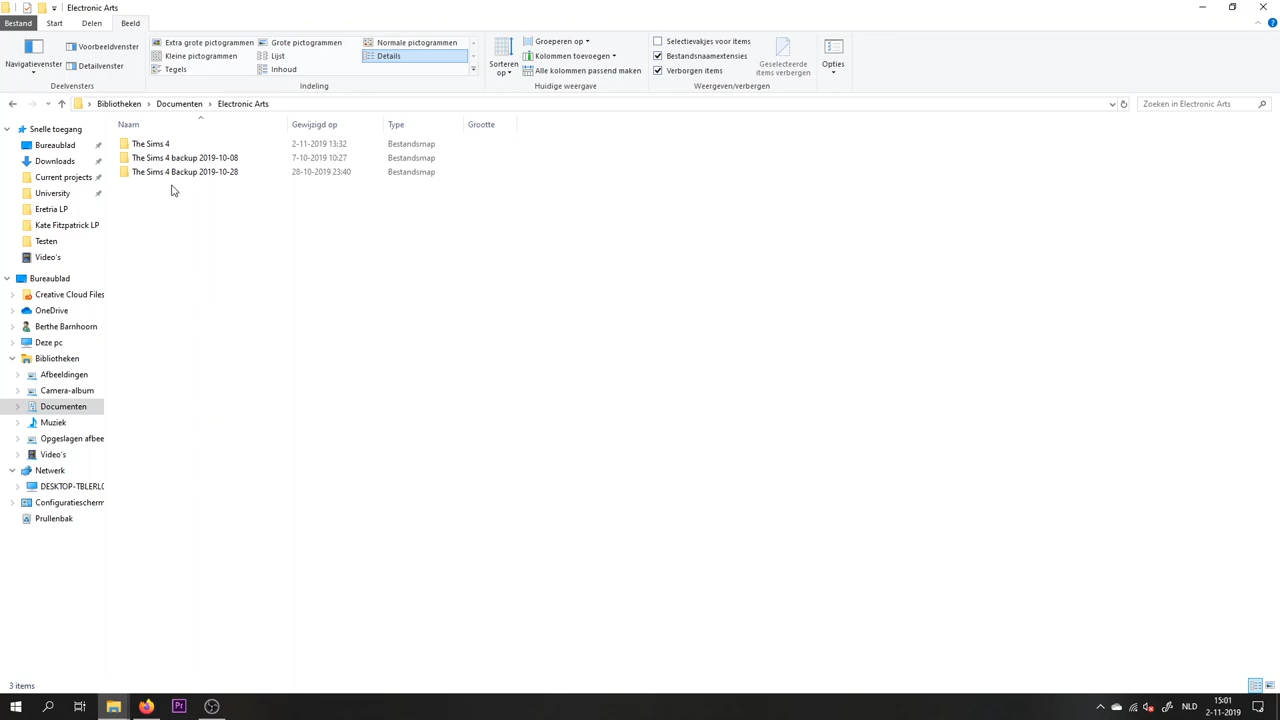 Electronic Arts
Bestand Start Delen Beeld
Navigatievenster
Voorbeeldvenster
Detailvenster
Deelvensters
Extra grote pictogrammen Grote pictogrammen Normale pictogrammen
Kleine pictogrammen Lijst Details
Tegels Inhoud
Indeling
Sorteren op
Groeperen op
Kolommen toevoegen
Alle kolommen passend maken
Huidige weergave
Selectievakjes voor items
Bestandsnaamextensies
Verborgen items
Geselecteerde
items verbergen
Weergeven/verbergen
Opties
Bibliotheken Documenten Electronic Arts
Zoeken in Electronic Arts
Naam Gewijzigd op Type Grootte
The Sims 4 2-11-2019 13:32 Bestandsmap
The Sims 4 backup 2019-10-08 7-10-2019 10:27 Bestandsmap
The Sims 4 Backup 2019-10-28 28-10-2019 23:40 Bestandsmap
Snelle toegang
Bureaublad
Downloads
Current projects
University
Eretria LP
Kate Fitzpatrick LP
Testen
Video's
Bureaublad
Creative Cloud Files
OneDrive
Berthe Barnhoorn
Deze pc
Bibliotheken
Afbeeldingen
Camera-album
Documenten
Muziek
Opgeslagen afbee
Video's
Netwerk
DESKTOP-TBLERL
Configuratiescherm
Prullenbak
3 items
Pr
NLD
15:01
2-11-2019